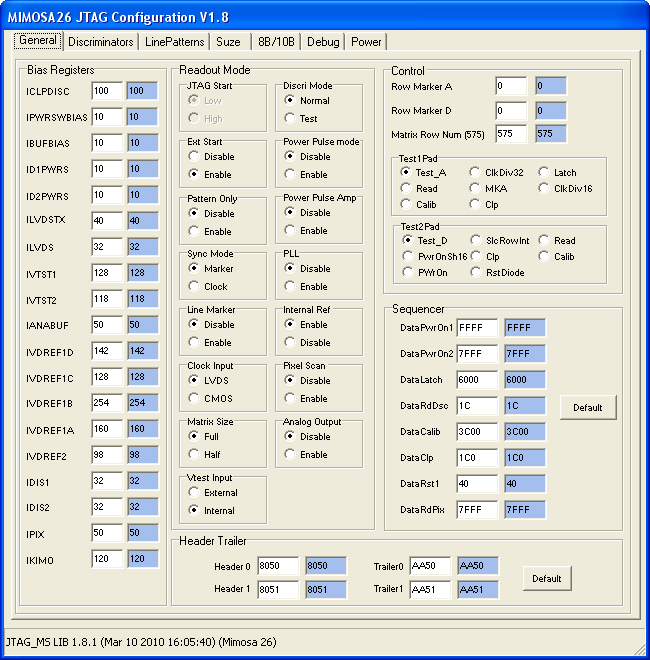 MIMOSA26 JTAG Configuration V1.8
General Discriminators LinePatterns Suze 8B/10B Debug Power
Bias Registers
ICLPDISC 100 100
IPWRSWBIAS 10 10
IBUFBIAS 10 10
ID1PWRS 10 10
ID2PWRS 10 10
ILVDSTX 40 40
ILVDS 32 32
IVTST1 128 128
IVTST2 118 118
IANABUF 50 50
IVDREF1D 142 142
IVDREF1C 128 128
IVDREF1B 254 254
IVDREF1A 160 160
IVDREF2 98 98
IDIS1 32 32
IDIS2 32 32
IPIX 50 50
IKIMO 120 120
Readout Mode
JTAG Start
Low
High
Discri Mode
Normal
Test
Ext Start
Disable
Enable
Power Pulse mode
Disable
Enable
Pattern Only
Disable
Enable
Power Pulse Amp
Disable
Enable
Sync Mode
Marker
Clock
PLL
Disable
Enable
Line Marker
Disable
Enable
Internal Ref
Enable
Disable
Clock Input
LVDS
CMOS
Pixel Scan
Disable
Enable
Matrix Size
Full
Half
Analog Output
Disable
Enable
Vtest Input
External
Internal
Control
Row Marker A 0 0
Row Marker D 0 0
Matrix Row Num (575) 575 575
Test1Pad
Test_A ClkDiv32 Latch
Read MKA ClkDiv16
Calib Clp
Test2Pad
Test_D SlcRowInt Read
PwrOnSh16 Clp Calib
PWrOn RstDiode
Sequencer
DataPwrOn1 FFFF FFFF
DataPwrOn2 7FFF 7FFF
DataLatch 6000 6000
DataRdDsc 1C 1C
DataCalib 3C00 3C00
DataClp 1C0 1C0
DataRst1 40 40
DataRdPix 7FFF 7FFF
Default
Header Trailer
Header 0 8050 8050 Trailer0 AA50 AA50
Header 1 8051 8051 Trailer1 AA51 AA51
Default
JTAG_MS LIB 1.8.1 (Mar 10 2010 16:05:40) (Mimosa 26)